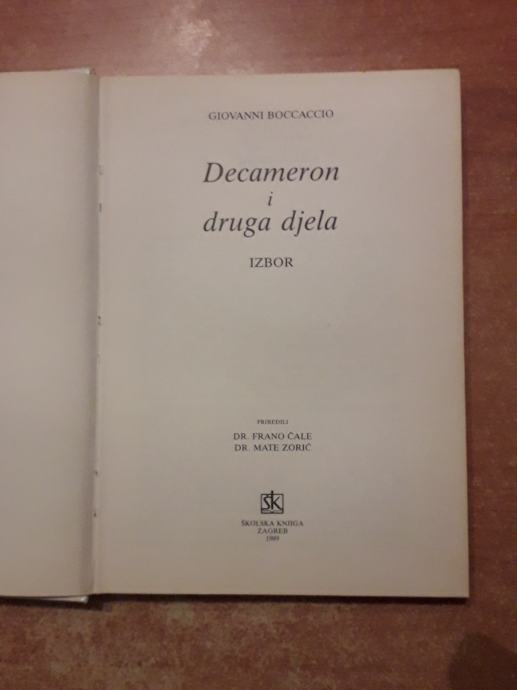 GIOVANNI BOCCACCIO
Decameron
i
druga djela
IZBOR
PRIREDILI
DR. FRANO ČALE
DR. MATE ZORIĆ
ŠK
ŠKOLSKA KNJIGA
ZAGREB
1989